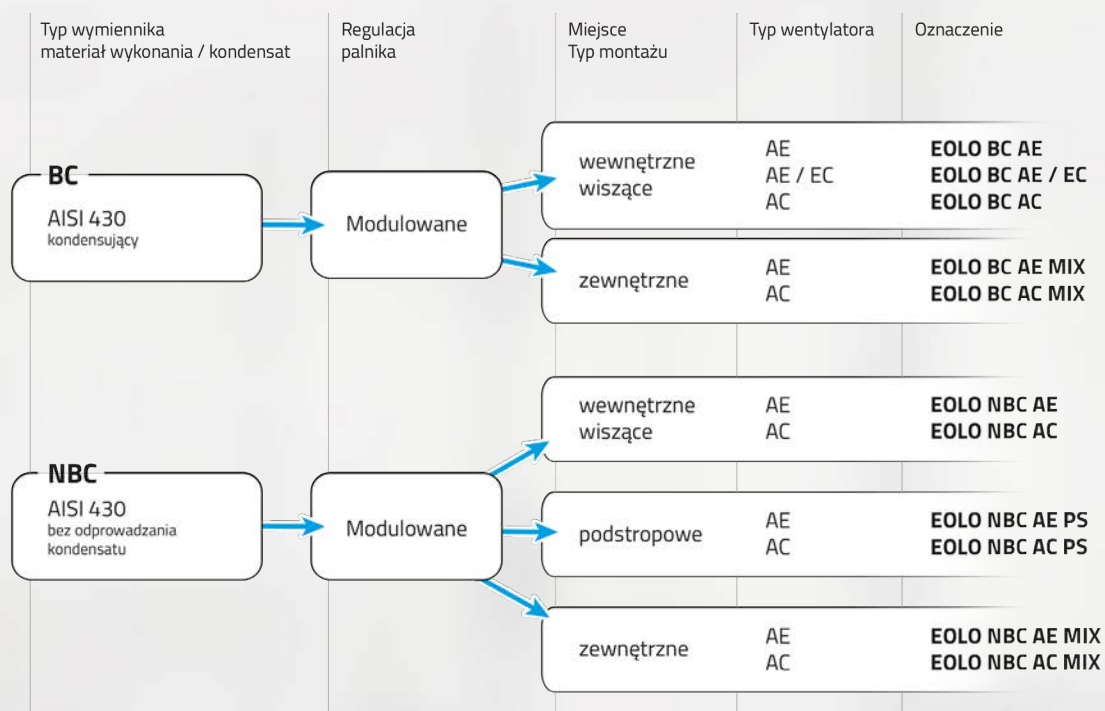 Typ wymiennika
materiał wykonania / kondensat
Regulacja
palnika
Miejsce
Typ montażu
Typ wentylatora
Oznaczenie
BC
AISI 430
kondensujący
Modulowane
wewnętrzne
wiszące
AE
AE / EC
AC
EOLO BC AE
EOLO BC AE / EC
EOLO BC AC
zewnętrzne
AE
AC
EOLO BC AE MIX
EOLO BC AC MIX
NBC
AISI 430
bez odprowadzania
kondensatu
Modulowane
wewnętrzne
wiszące
AE
AC
EOLO NBC AE
EOLO NBC AC
podstropowe
AE
AC
EOLO NBC AE PS
EOLO NBC AC PS
zewnętrzne
AE
AC
EOLO NBC AE MIX
EOLO NBC AC MIX